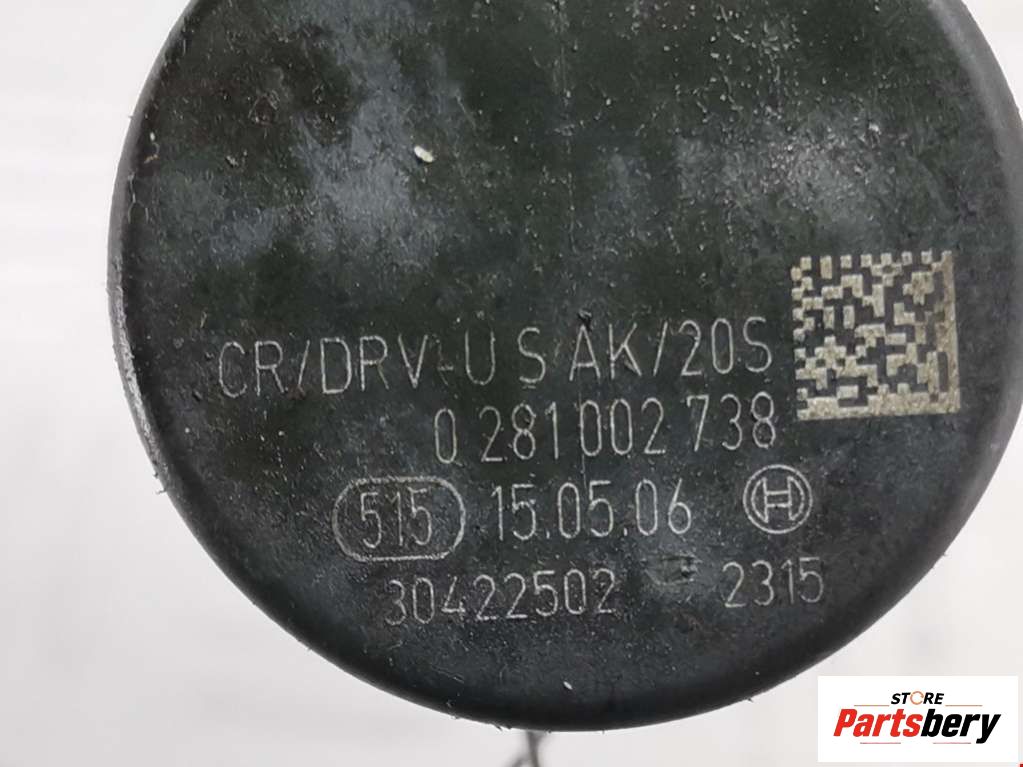 CR/DRV-U S AK/20S
0 281 002 738
515 15.05.06
30422502 2315
STORE
Partsbery